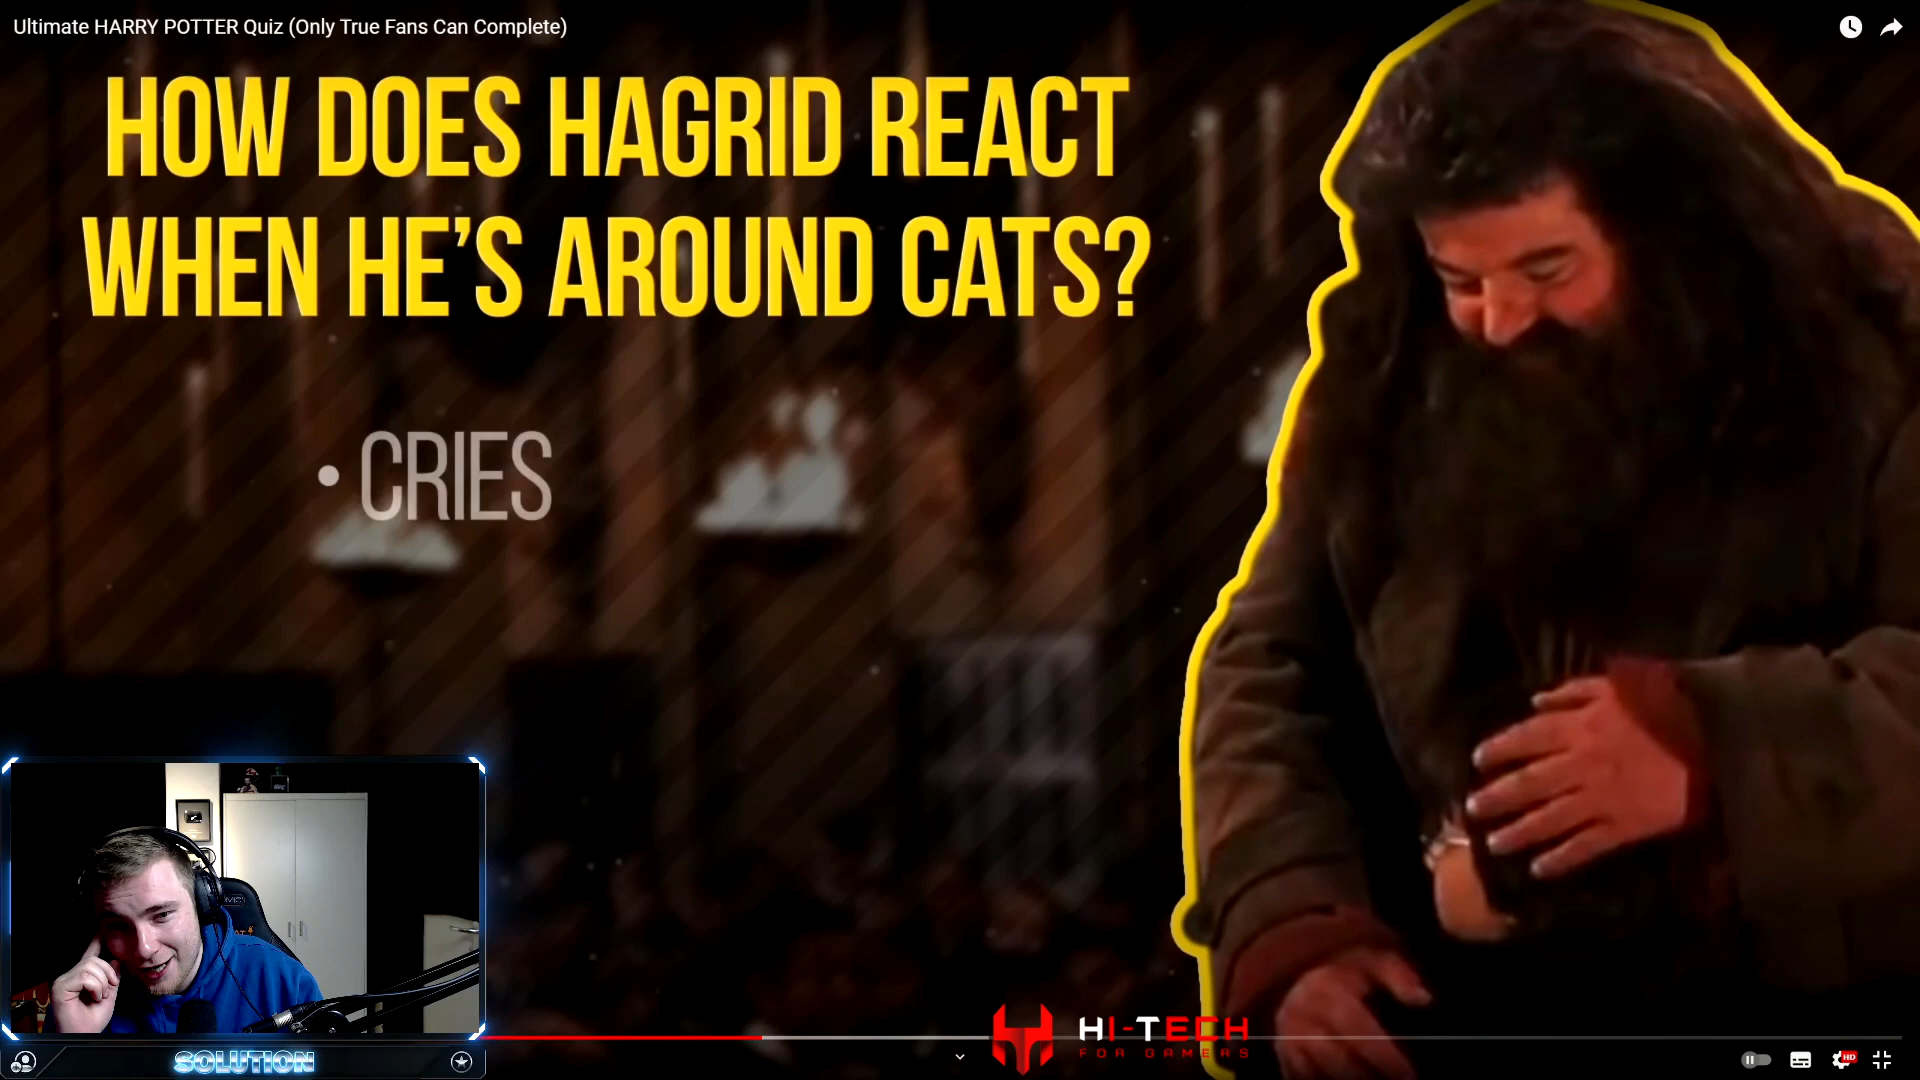 Ultimate HARRY POTTER Quiz (Only True Fans Can Complete)
HOW DOES HAGRID REACT
WHEN HE'S AROUND CATS?
• CRIES
HI-TECH
FOR GAMERS
SOLUTION
HD